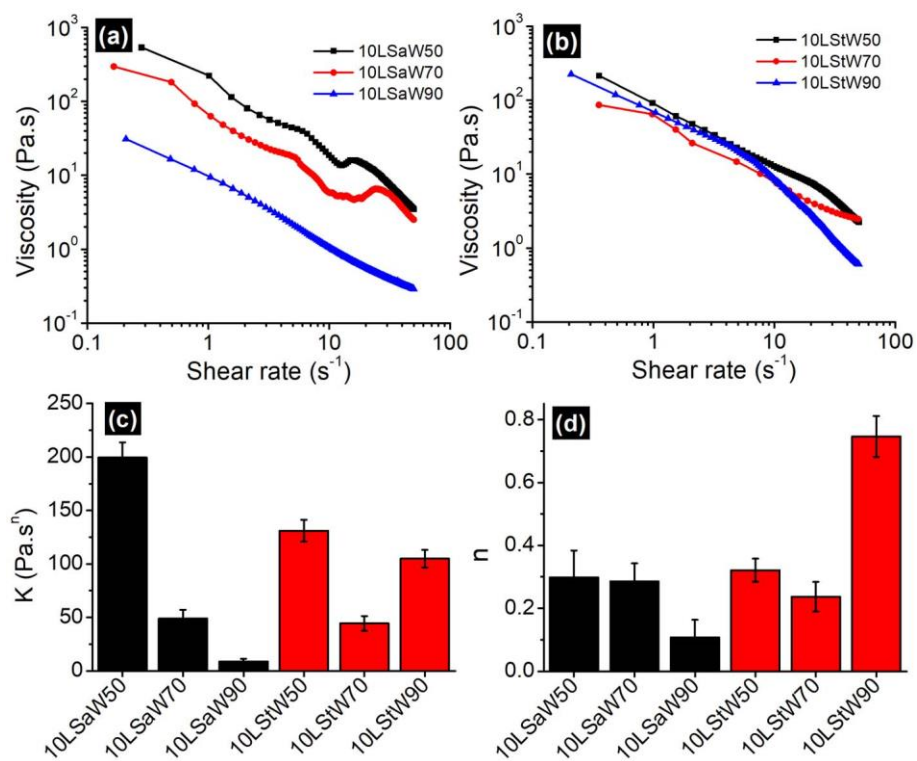 (a)
10LSaW50
10LSaW70
10LSaW90
Viscosity (Pa.s)
10³
10²
10¹
10⁰
10⁻¹
0.1 1 10 100
Shear rate (s⁻¹)
(b)
10LStW50
10LStW70
10LStW90
Viscosity (Pa.s)
10³
10²
10¹
10⁰
10⁻¹
0.1 1 10 100
Shear rate (s⁻¹)
(c)
K (Pa.sⁿ)
250
200
150
100
50
0
10LSaW50
10LSaW70
10LSaW90
10LStW50
10LStW70
10LStW90
(d)
n
0.8
0.6
0.4
0.2
0.0
10LSaW50
10LSaW70
10LSaW90
10LStW50
10LStW70
10LStW90